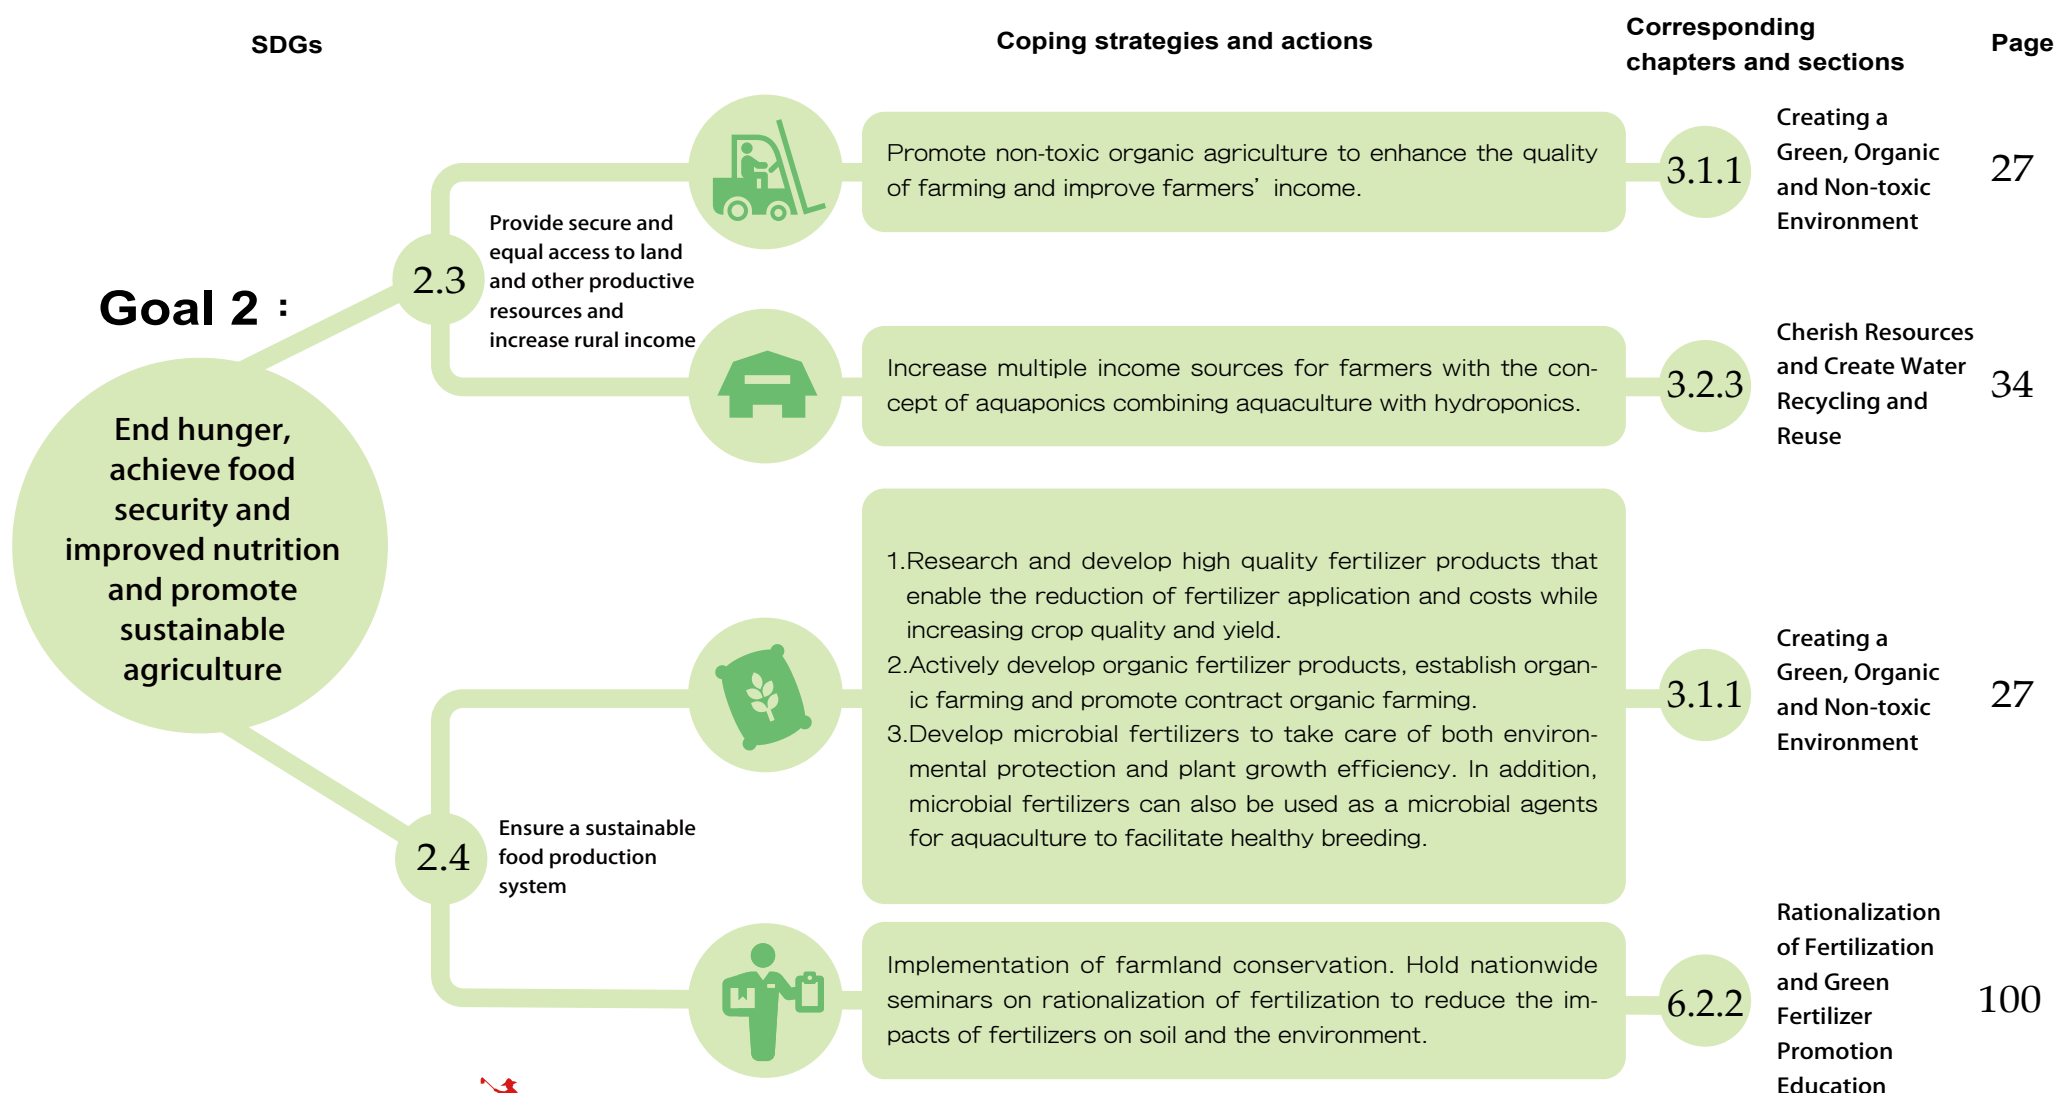 SDGs
Coping strategies and actions
Corresponding
chapters and sections
Page
Goal 2：
End hunger,
achieve food
security and
improved nutrition
and promote
sustainable
agriculture
2.3
Provide secure and
equal access to land
and other productive
resources and
increase rural income
Promote non-toxic organic agriculture to enhance the quality
of farming and improve farmers’ income.
3.1.1
Creating a
Green, Organic
and Non-toxic
Environment
27
Increase multiple income sources for farmers with the con-
cept of aquaponics combining aquaculture with hydroponics.
3.2.3
Cherish Resources
and Create Water
Recycling and
Reuse
34
2.4
Ensure a sustainable
food production
system
1.Research and develop high quality fertilizer products that
enable the reduction of fertilizer application and costs while
increasing crop quality and yield.
2.Actively develop organic fertilizer products, establish organ-
ic farming and promote contract organic farming.
3.Develop microbial fertilizers to take care of both environ-
mental protection and plant growth efficiency. In addition,
microbial fertilizers can also be used as a microbial agents
for aquaculture to facilitate healthy breeding.
3.1.1
Creating a
Green, Organic
and Non-toxic
Environment
27
Implementation of farmland conservation. Hold nationwide
seminars on rationalization of fertilization to reduce the im-
pacts of fertilizers on soil and the environment.
6.2.2
Rationalization
of Fertilization
and Green
Fertilizer
Promotion
Education
100